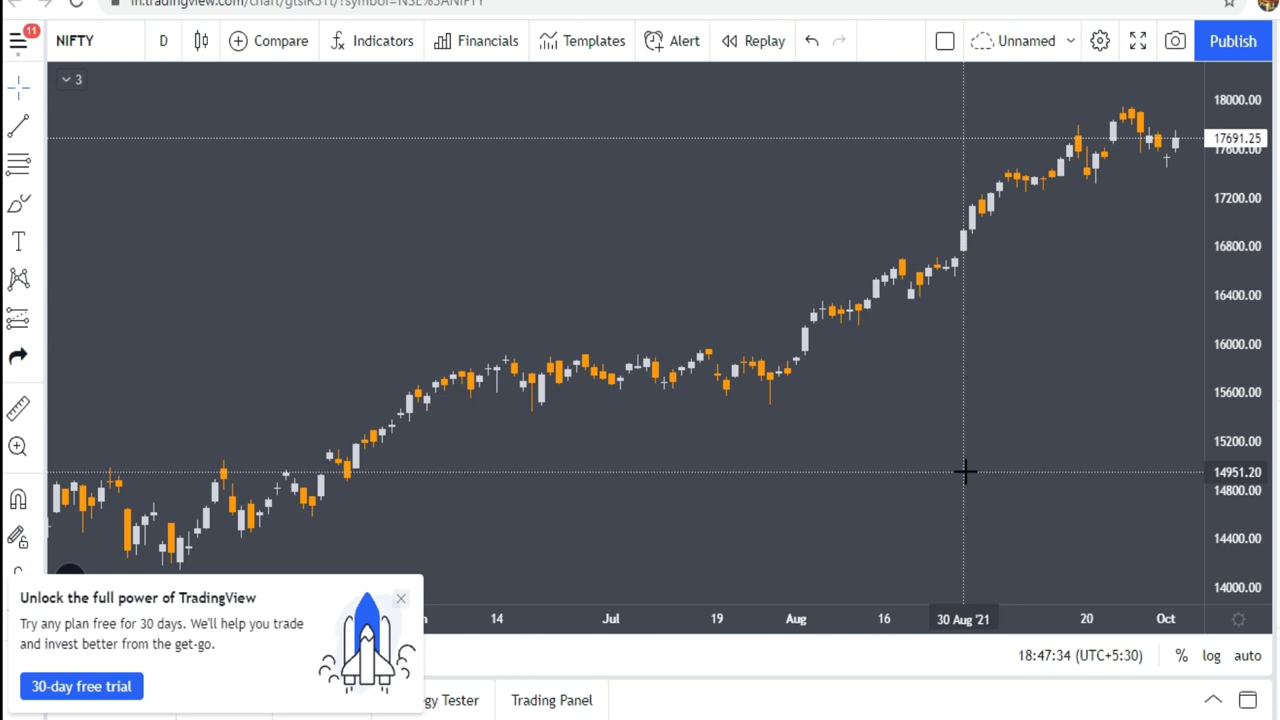 11
NIFTY
D
Compare
Indicators
Financials
Templates
Alert
Replay
Unnamed
Publish
3
18000.00
17691.25
17600.00
17200.00
16800.00
16400.00
16000.00
15600.00
15200.00
14951.20
14800.00
14400.00
14000.00
14
Jul
19
Aug
16
30 Aug '21
20
Oct
Unlock the full power of TradingView
Try any plan free for 30 days. We'll help you trade
and invest better from the get-go.
30-day free trial
18:47:34 (UTC+5:30)
%
log
auto
Tester
Trading Panel